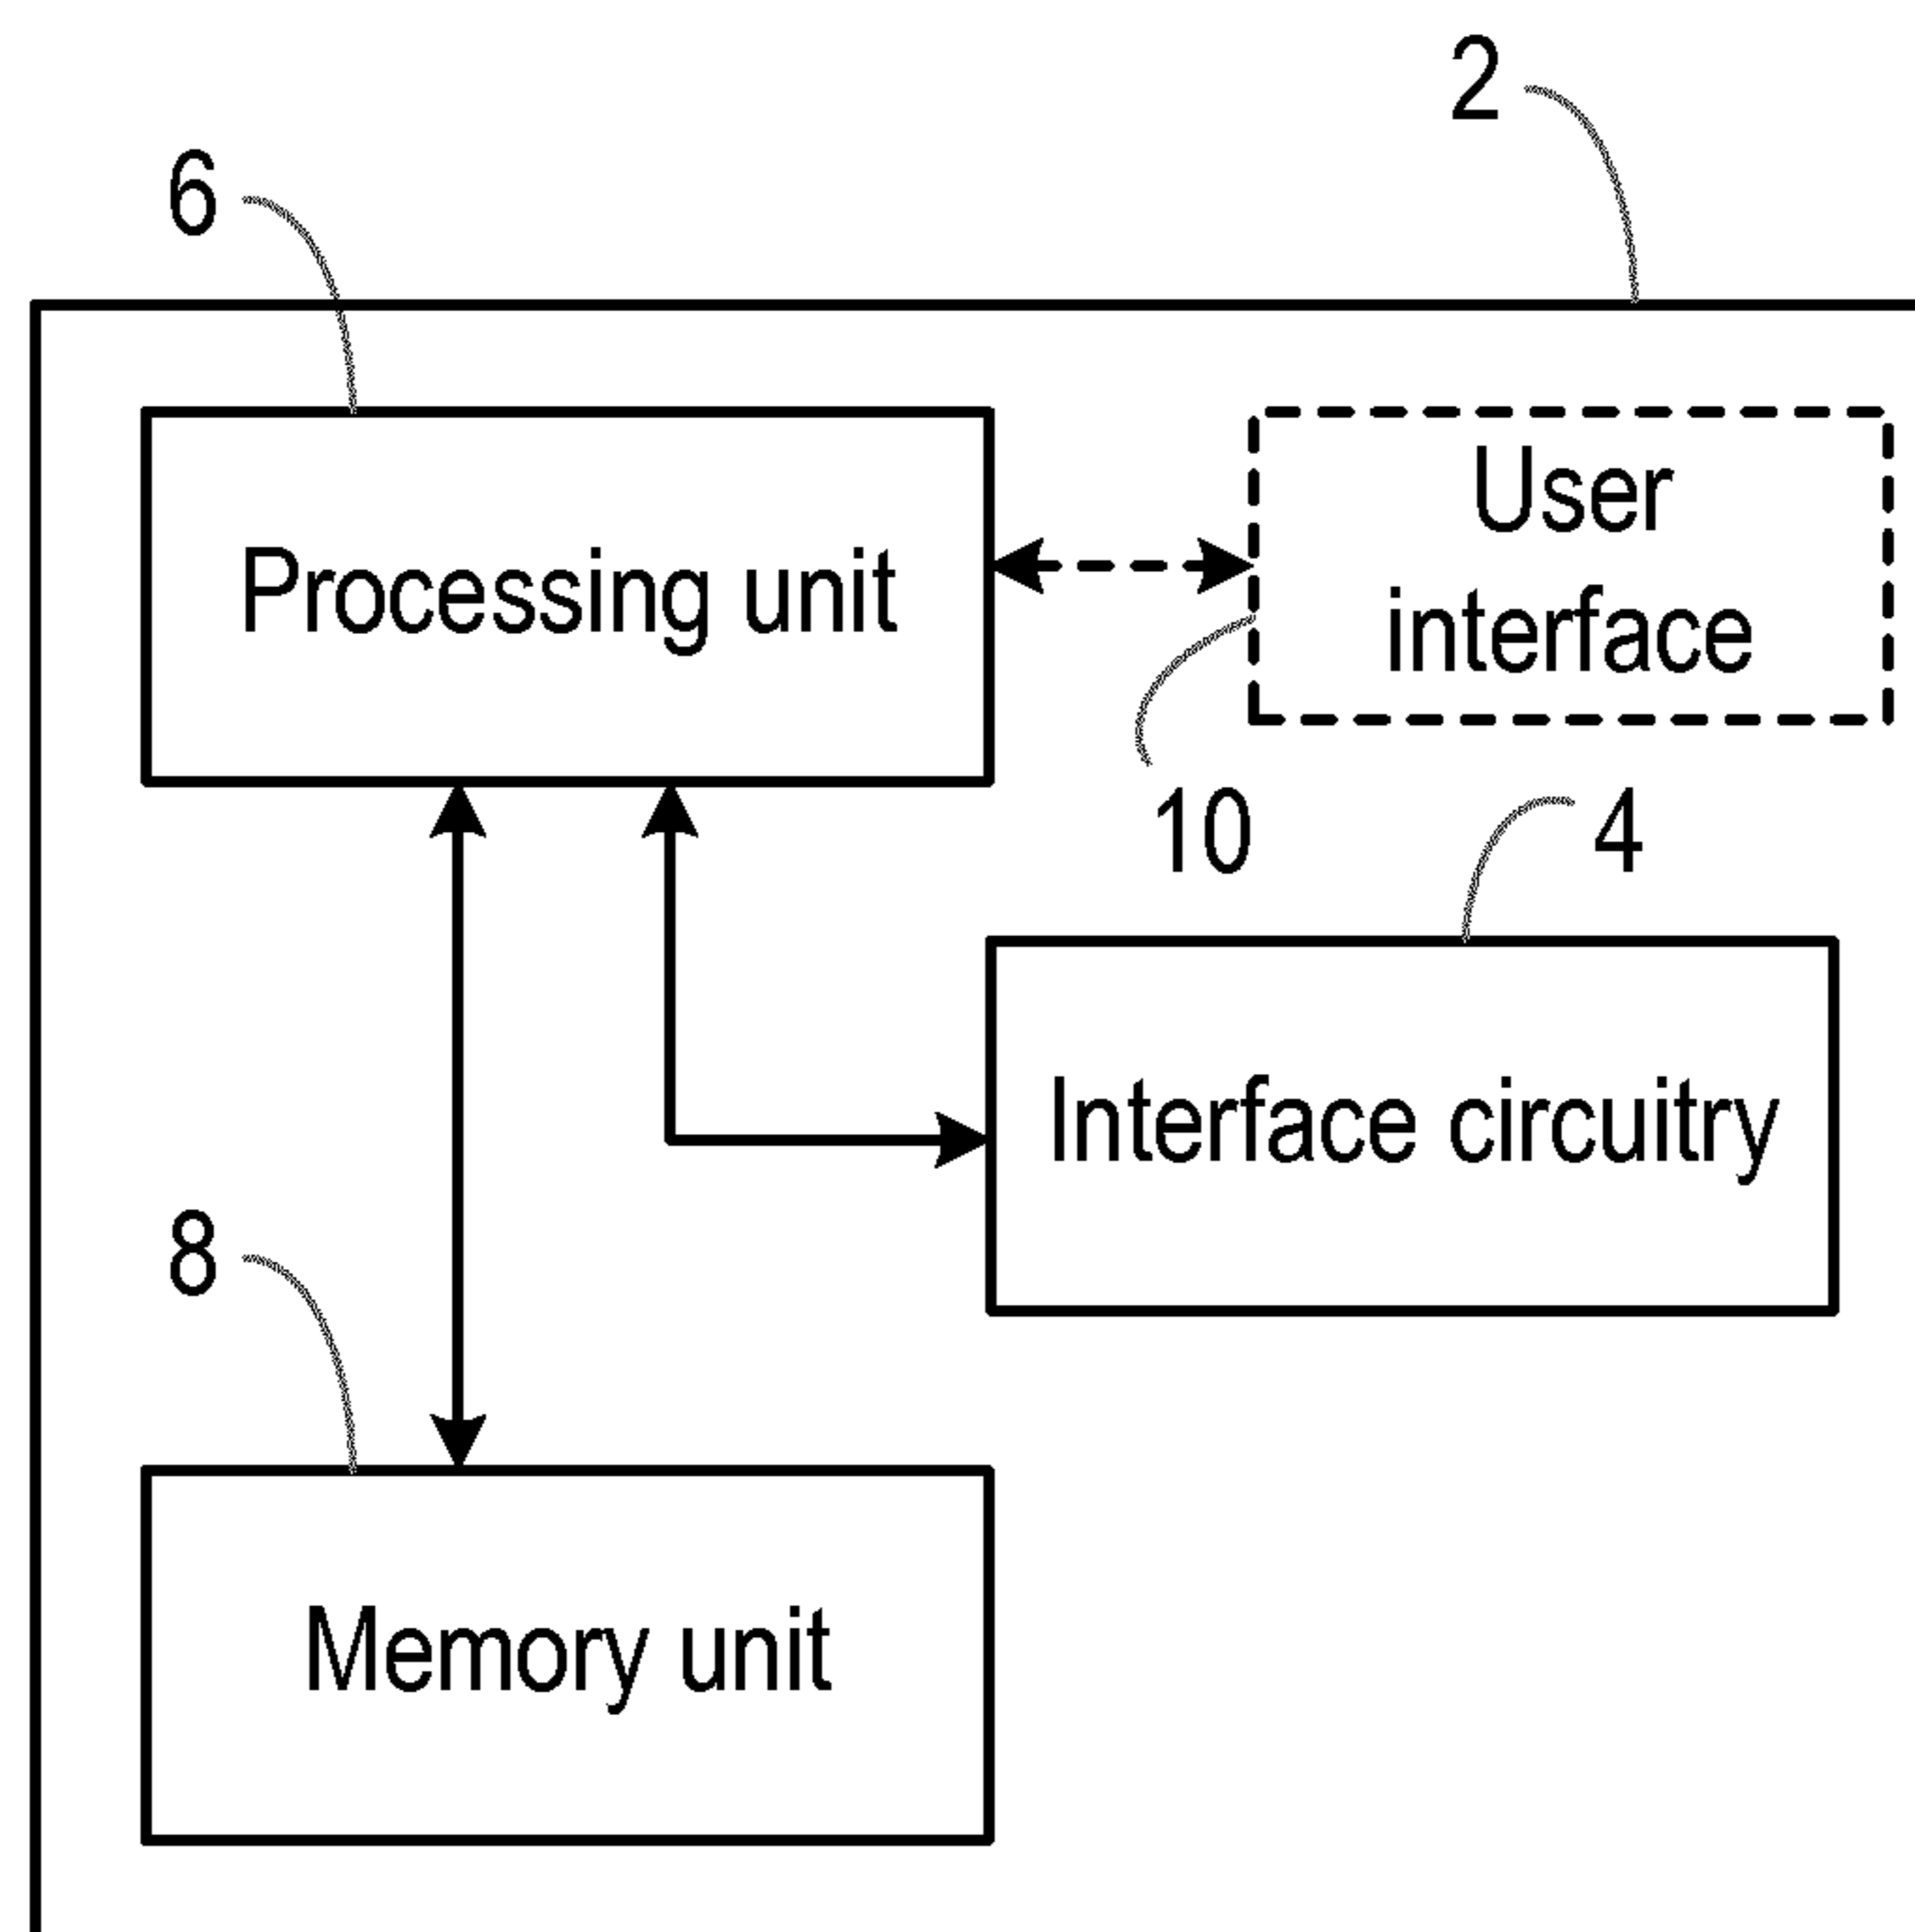 2
6
Processing unit
User
interface
10
4
Interface circuitry
8
Memory unit